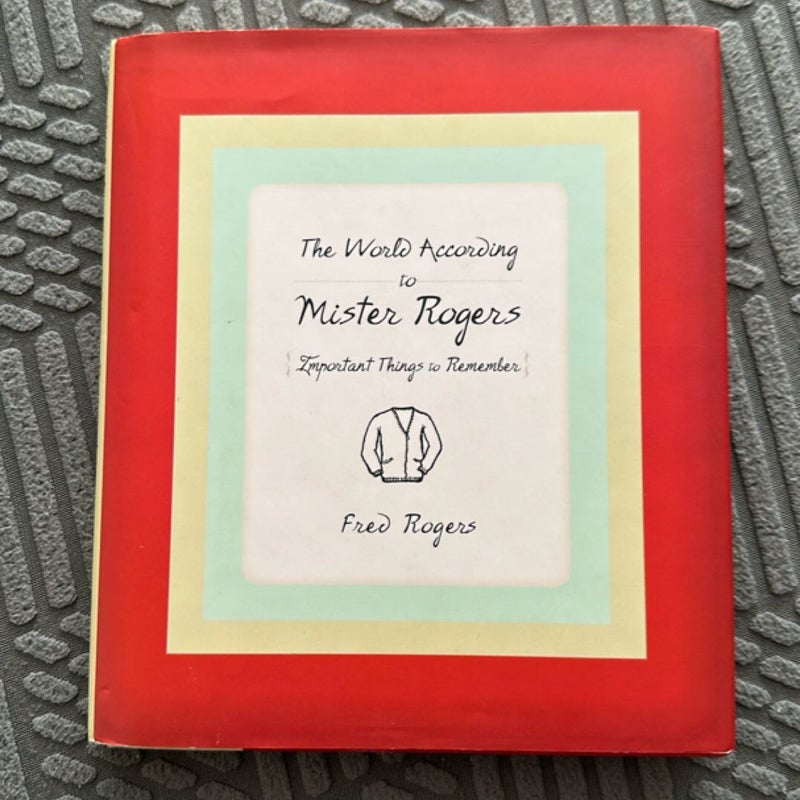 The World According
to
Mister Rogers
{Important Things to Remember}
Fred Rogers